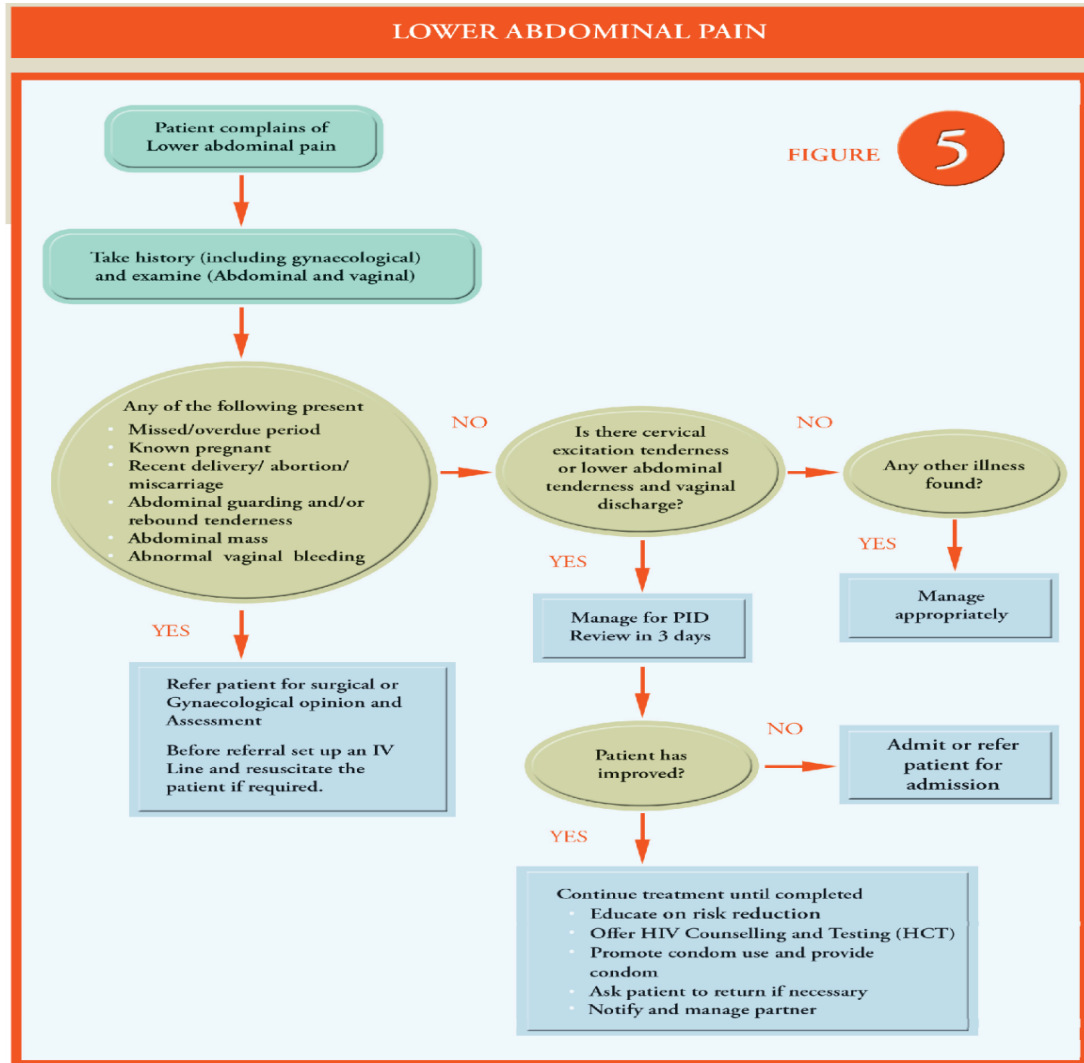 LOWER ABDOMINAL PAIN
FIGURE 5
Patient complains of
Lower abdominal pain
Take history (including gynaecological)
and examine (Abdominal and vaginal)
Any of the following present
• Missed/overdue period
• Known pregnant
• Recent delivery/ abortion/
miscarriage
• Abdominal guarding and/or
rebound tenderness
• Abdominal mass
• Abnormal vaginal bleeding
NO
Is there cervical
excitation tenderness
or lower abdominal
tenderness and vaginal
discharge?
NO
Any other illness
found?
YES
Refer patient for surgical or
Gynaecological opinion and
Assessment
Before referral set up an IV
Line and resuscitate the
patient if required.
YES
Manage for PID
Review in 3 days
YES
Manage
appropriately
Patient has
improved?
NO
Admit or refer
patient for
admission
YES
Continue treatment until completed
• Educate on risk reduction
• Offer HIV Counselling and Testing (HCT)
• Promote condom use and provide
condom
• Ask patient to return if necessary
• Notify and manage partner